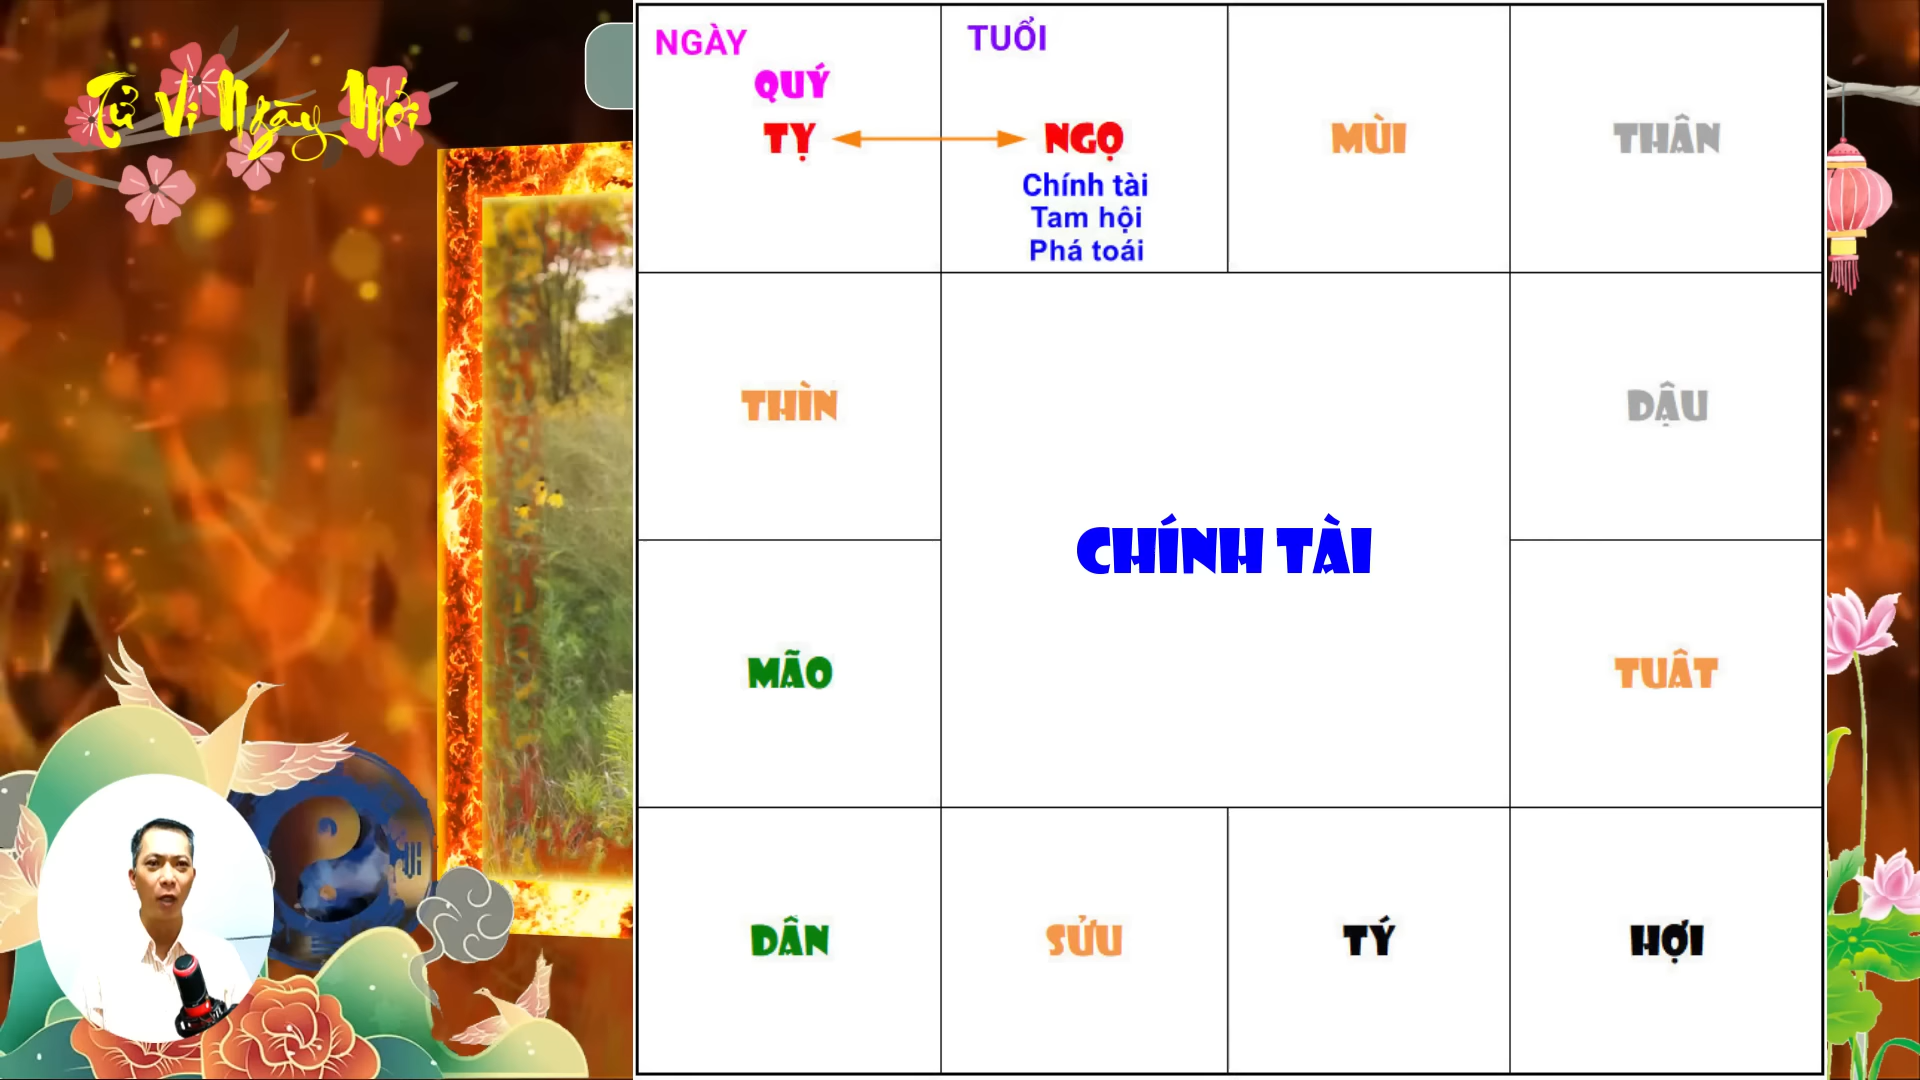 Tử Vi Ngày Mới
NGÀY
QUÝ
TỴ
TUỔI
NGỌ
Chính tài
Tam hội
Phá toái
MÙI
THÂN
THÌN
DẬU
CHÍNH TÀI
MÃO
TUẤT
DẦN
SỬU
TÝ
HỢI